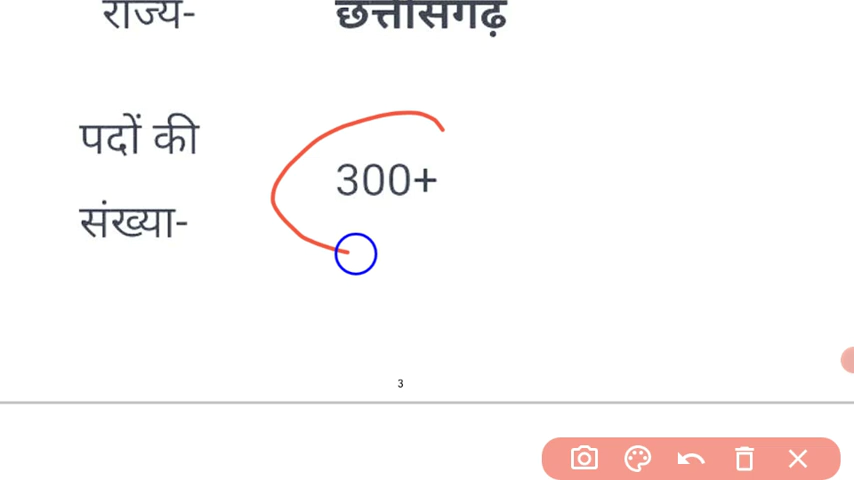 राज्य- छत्तीसगढ़
पदों की
300+
संख्या-
3